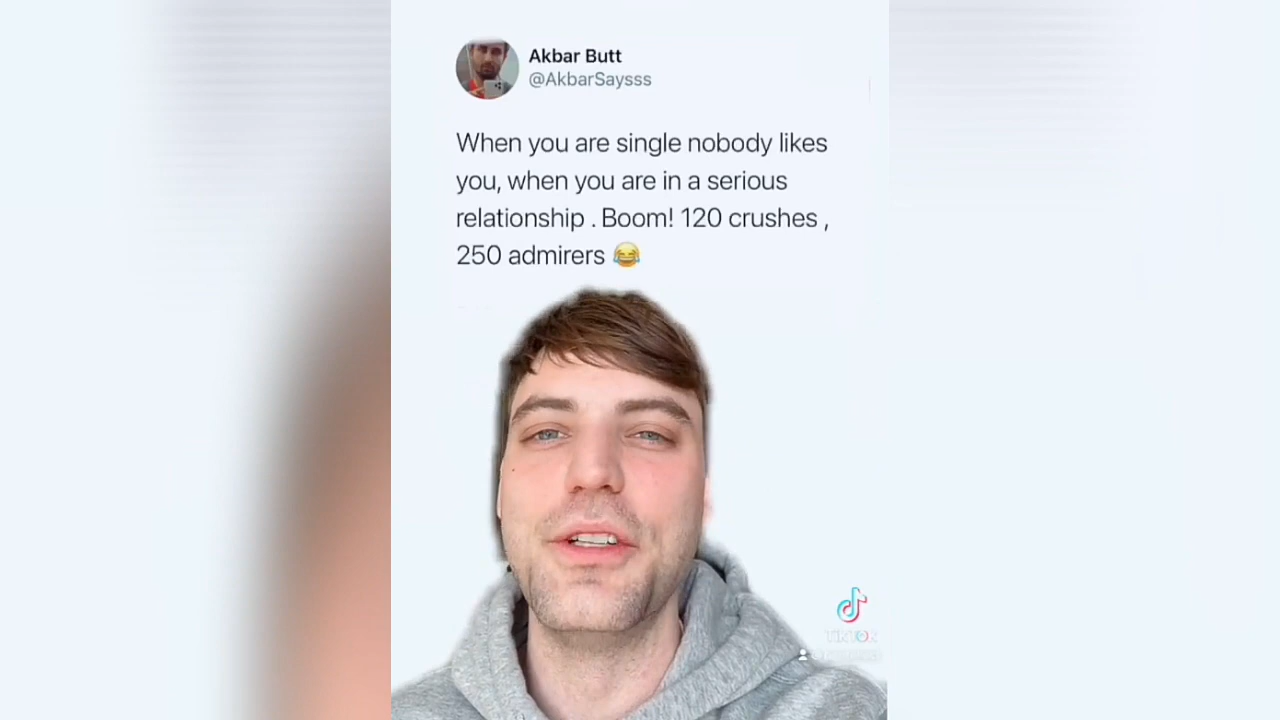 Akbar Butt
@AkbarSaysss
When you are single nobody likes
you, when you are in a serious
relationship . Boom! 120 crushes ,
250 admirers 😂
TikTok